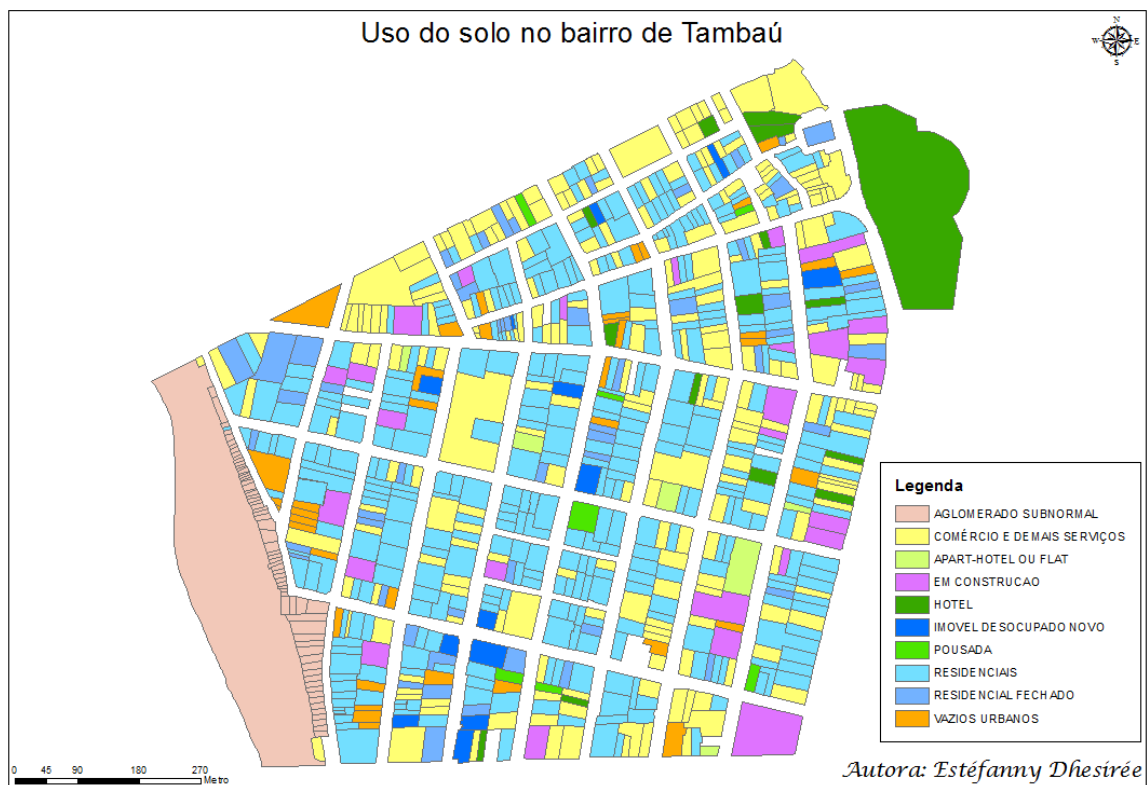 Uso do solo no bairro de Tambaú
N
W E
S
Legenda
AGLOMERADO SUBNORMAL
COMÉRCIO E DEMAIS SERVIÇOS
APART-HOTEL OU FLAT
EM CONSTRUCAO
HOTEL
IMOVEL DESOCUPADO NOVO
POUSADA
RESIDENCIAIS
RESIDENCIAL FECHADO
VAZIOS URBANOS
0 45 90 180 270
Metro
Autora: Estéfanny Dhesirée